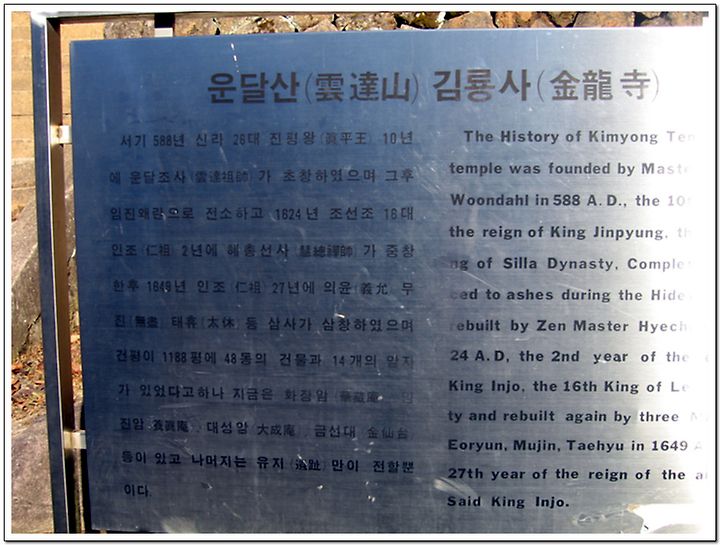 운달산(雲達山) 김룡사(金龍寺)
서기 588년 신라 26대 진평왕(眞平王) 10년
에 운달조사(雲達祖師)가 초창하였으며 그후
임진왜란으로 전소하고 1624년 조선조 16대
인조(仁祖) 2년에 혜총선사(慧總禪師)가 중창
한후 1649년 인조(仁祖) 27년에 의윤(義允) 무
진(無盡) 태휴(太休) 등 삼사가 삼창하였으며
건평이 1188평에 48동의 건물과 14개의 암자
가 있었다고하나 지금은 화장암(華藏庵)
진암(養眞庵), 대성암(大成庵), 금선대(金仙台)
등이 있고 나머지는 유지(遺趾)만이 전할뿐
이다.
The History of Kimyong
temple was founded by
Woondahl in 588 A.D., the
the reign of King Jinpyung.
ng of Silla Dynasty,
ced to ashes during the
rebuilt by Zen Master
24 A.D, the 2nd year of the
King Injo, the 16th King of
ty and rebuilt again by three
Eoryun, Mujin, Taehyu in 1649
27th year of the reign of the
Said King Injo.